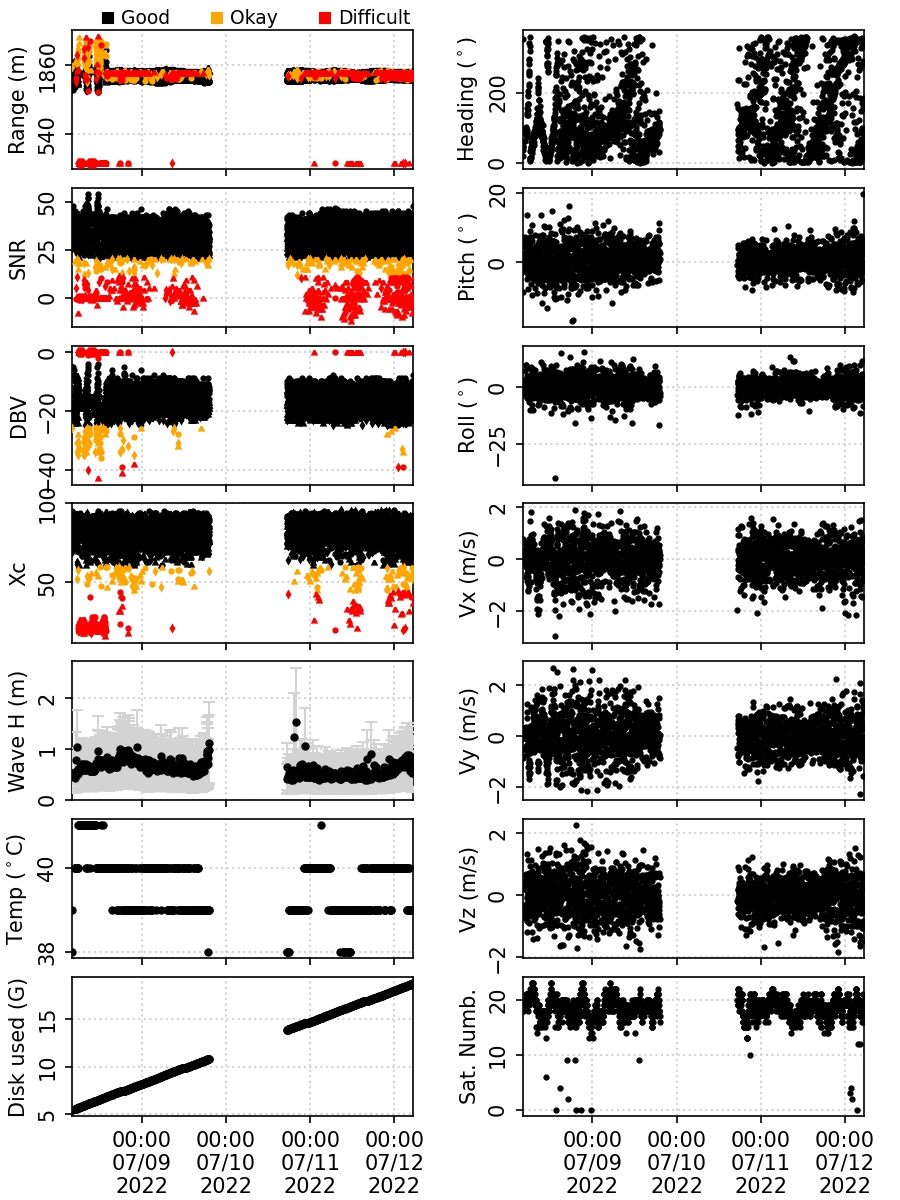 Good Okay Difficult
Range (m)
1860
540
Heading (°)
200
0
SNR
50
25
0
Pitch (°)
20
0
DBV
0
−20
−40
Roll (°)
0
−25
Xc
100
50
Vx (m/s)
2
0
−2
Wave H (m)
2
1
0
Vy (m/s)
2
0
−2
Temp (°C)
40
38
Vz (m/s)
2
0
−2
Disk used (G)
15
10
5
Sat. Numb.
20
10
0
00:00 00:00 00:00 00:00
07/09 07/10 07/11 07/12
2022 2022 2022 2022
00:00 00:00 00:00 00:00
07/09 07/10 07/11 07/12
2022 2022 2022 2022